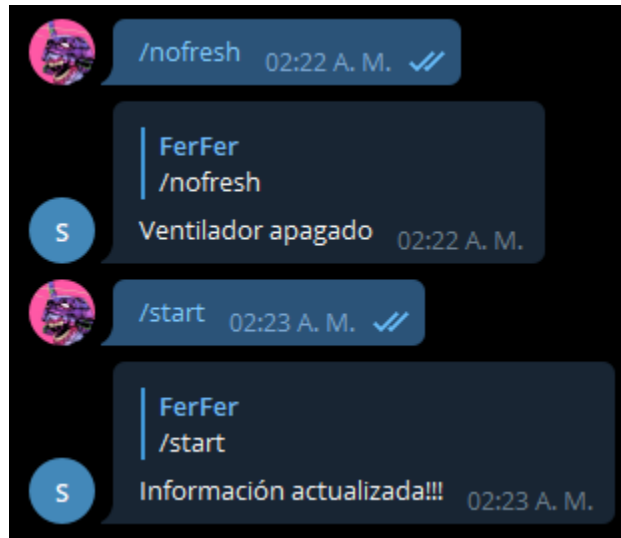 /nofresh 02:22 A. M.
FerFer
/nofresh
S
Ventilador apagado 02:22 A. M.
/start 02:23 A. M.
FerFer
/start
S
Información actualizada!!! 02:23 A. M.